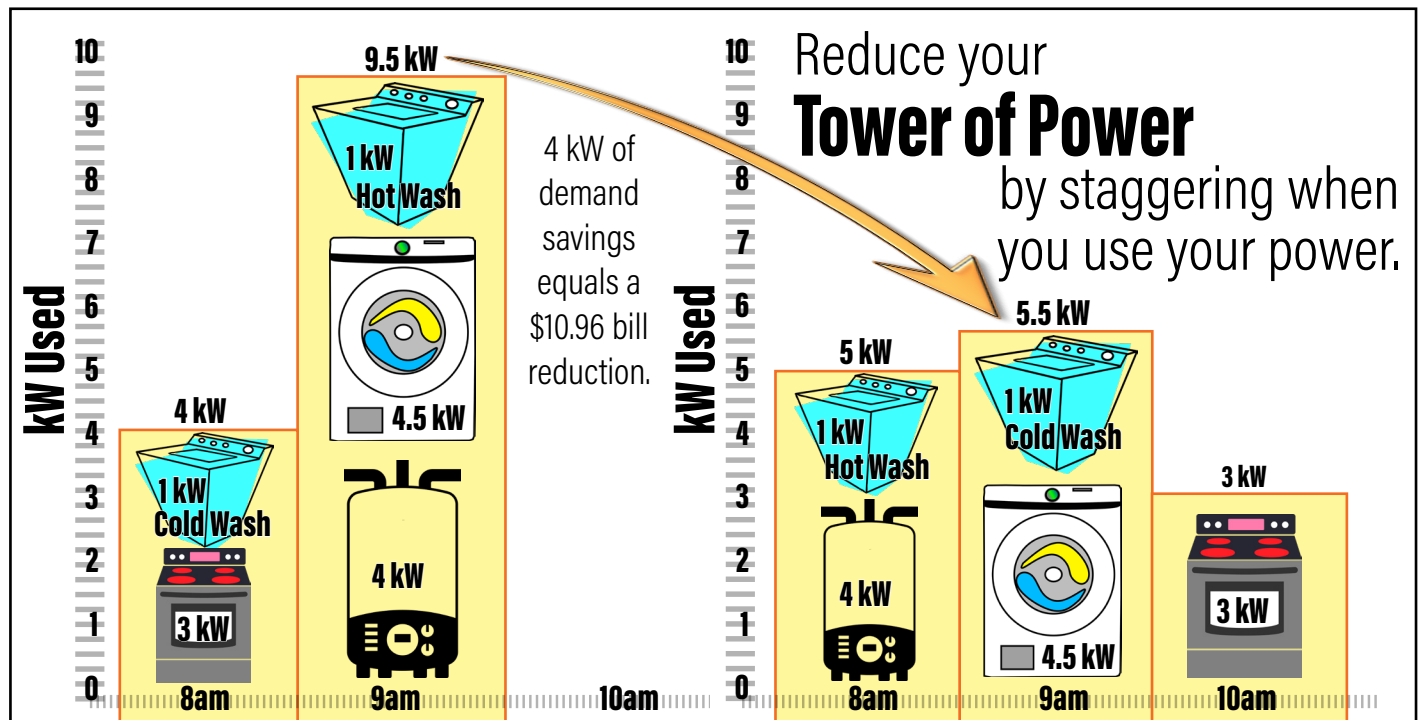 10
9
8
7
6
5
4
3
2
1
0
kW Used
4 kW
1 kW
Cold Wash
3 kW
8am
9.5 kW
1 kW
Hot Wash
4.5 kW
4 kW
9am
10am
4 kW of
demand
savings
equals a
$10.96 bill
reduction.
Reduce your
Tower of Power
by staggering when
you use your power.
10
9
8
7
6
5
4
3
2
1
0
kW Used
5 kW
1 kW
Hot Wash
4 kW
8am
5.5 kW
1 kW
Cold Wash
4.5 kW
9am
3 kW
3 kW
10am